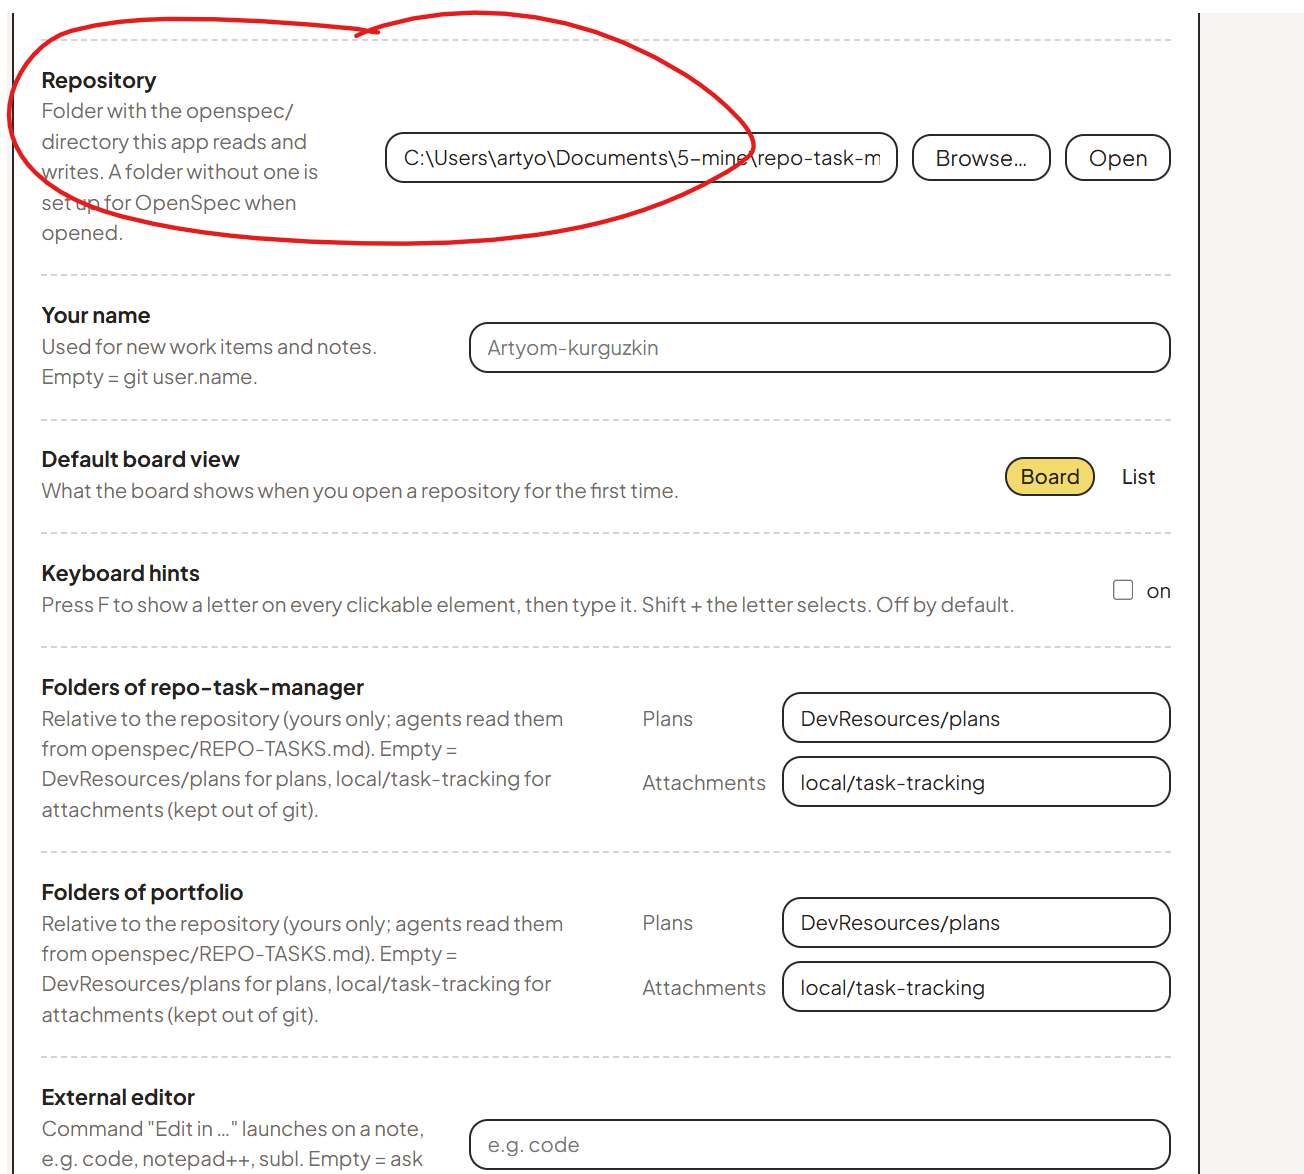 Repository
Folder with the openspec/
directory this app reads and
writes. A folder without one is
set up for OpenSpec when
opened.
C:\Users\artyo\Documents\5-mine\repo-task-m
Browse...
Open
Your name
Used for new work items and notes.
Empty = git user.name.
Artyom-kurguzkin
Default board view
What the board shows when you open a repository for the first time.
Board
List
Keyboard hints
Press F to show a letter on every clickable element, then type it. Shift + the letter selects. Off by default.
on
Folders of repo-task-manager
Relative to the repository (yours only; agents read them
from openspec/REPO-TASKS.md). Empty =
DevResources/plans for plans, local/task-tracking for
attachments (kept out of git).
Plans
DevResources/plans
Attachments
local/task-tracking
Folders of portfolio
Relative to the repository (yours only; agents read them
from openspec/REPO-TASKS.md). Empty =
DevResources/plans for plans, local/task-tracking for
attachments (kept out of git).
Plans
DevResources/plans
Attachments
local/task-tracking
External editor
Command "Edit in ..." launches on a note,
e.g. code, notepad++, subl. Empty = ask
e.g. code